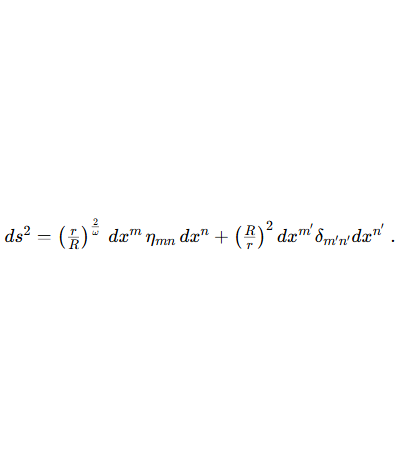 $ds^2 = \left(\frac{r}{R}\right)^{\frac{2}{\omega}} dx^m \, \eta_{mn} \, dx^n + \left(\frac{R}{r}\right)^2 dx^{m'} \delta_{m'n'} dx^{n'} \, .$